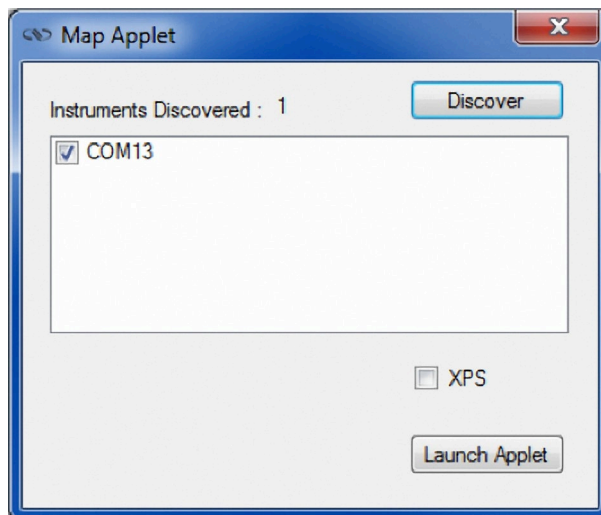 Map Applet
Instruments Discovered : 1
Discover
COM13
XPS
Launch Applet